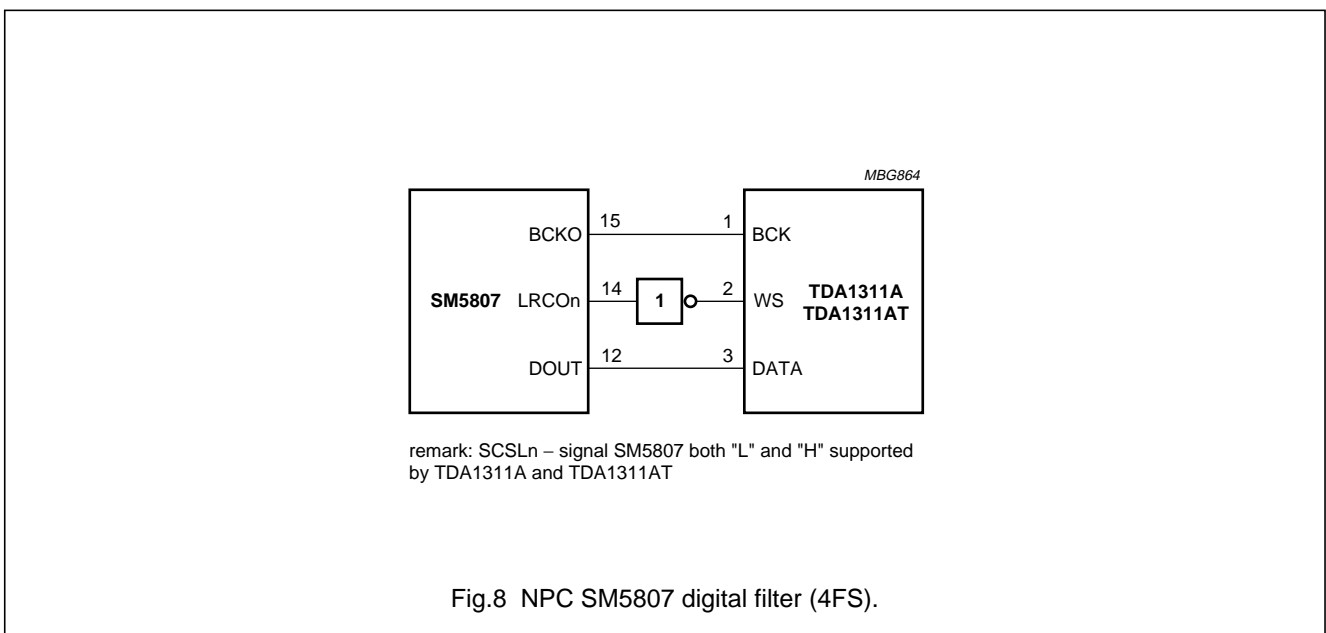 MBG864
BCKO 15 1 BCK
SM5807 LRCOn 14 1 2 WS TDA1311A
TDA1311AT
DOUT 12 3 DATA
remark: SCSLn – signal SM5807 both "L" and "H" supported
by TDA1311A and TDA1311AT
Fig.8 NPC SM5807 digital filter (4FS).